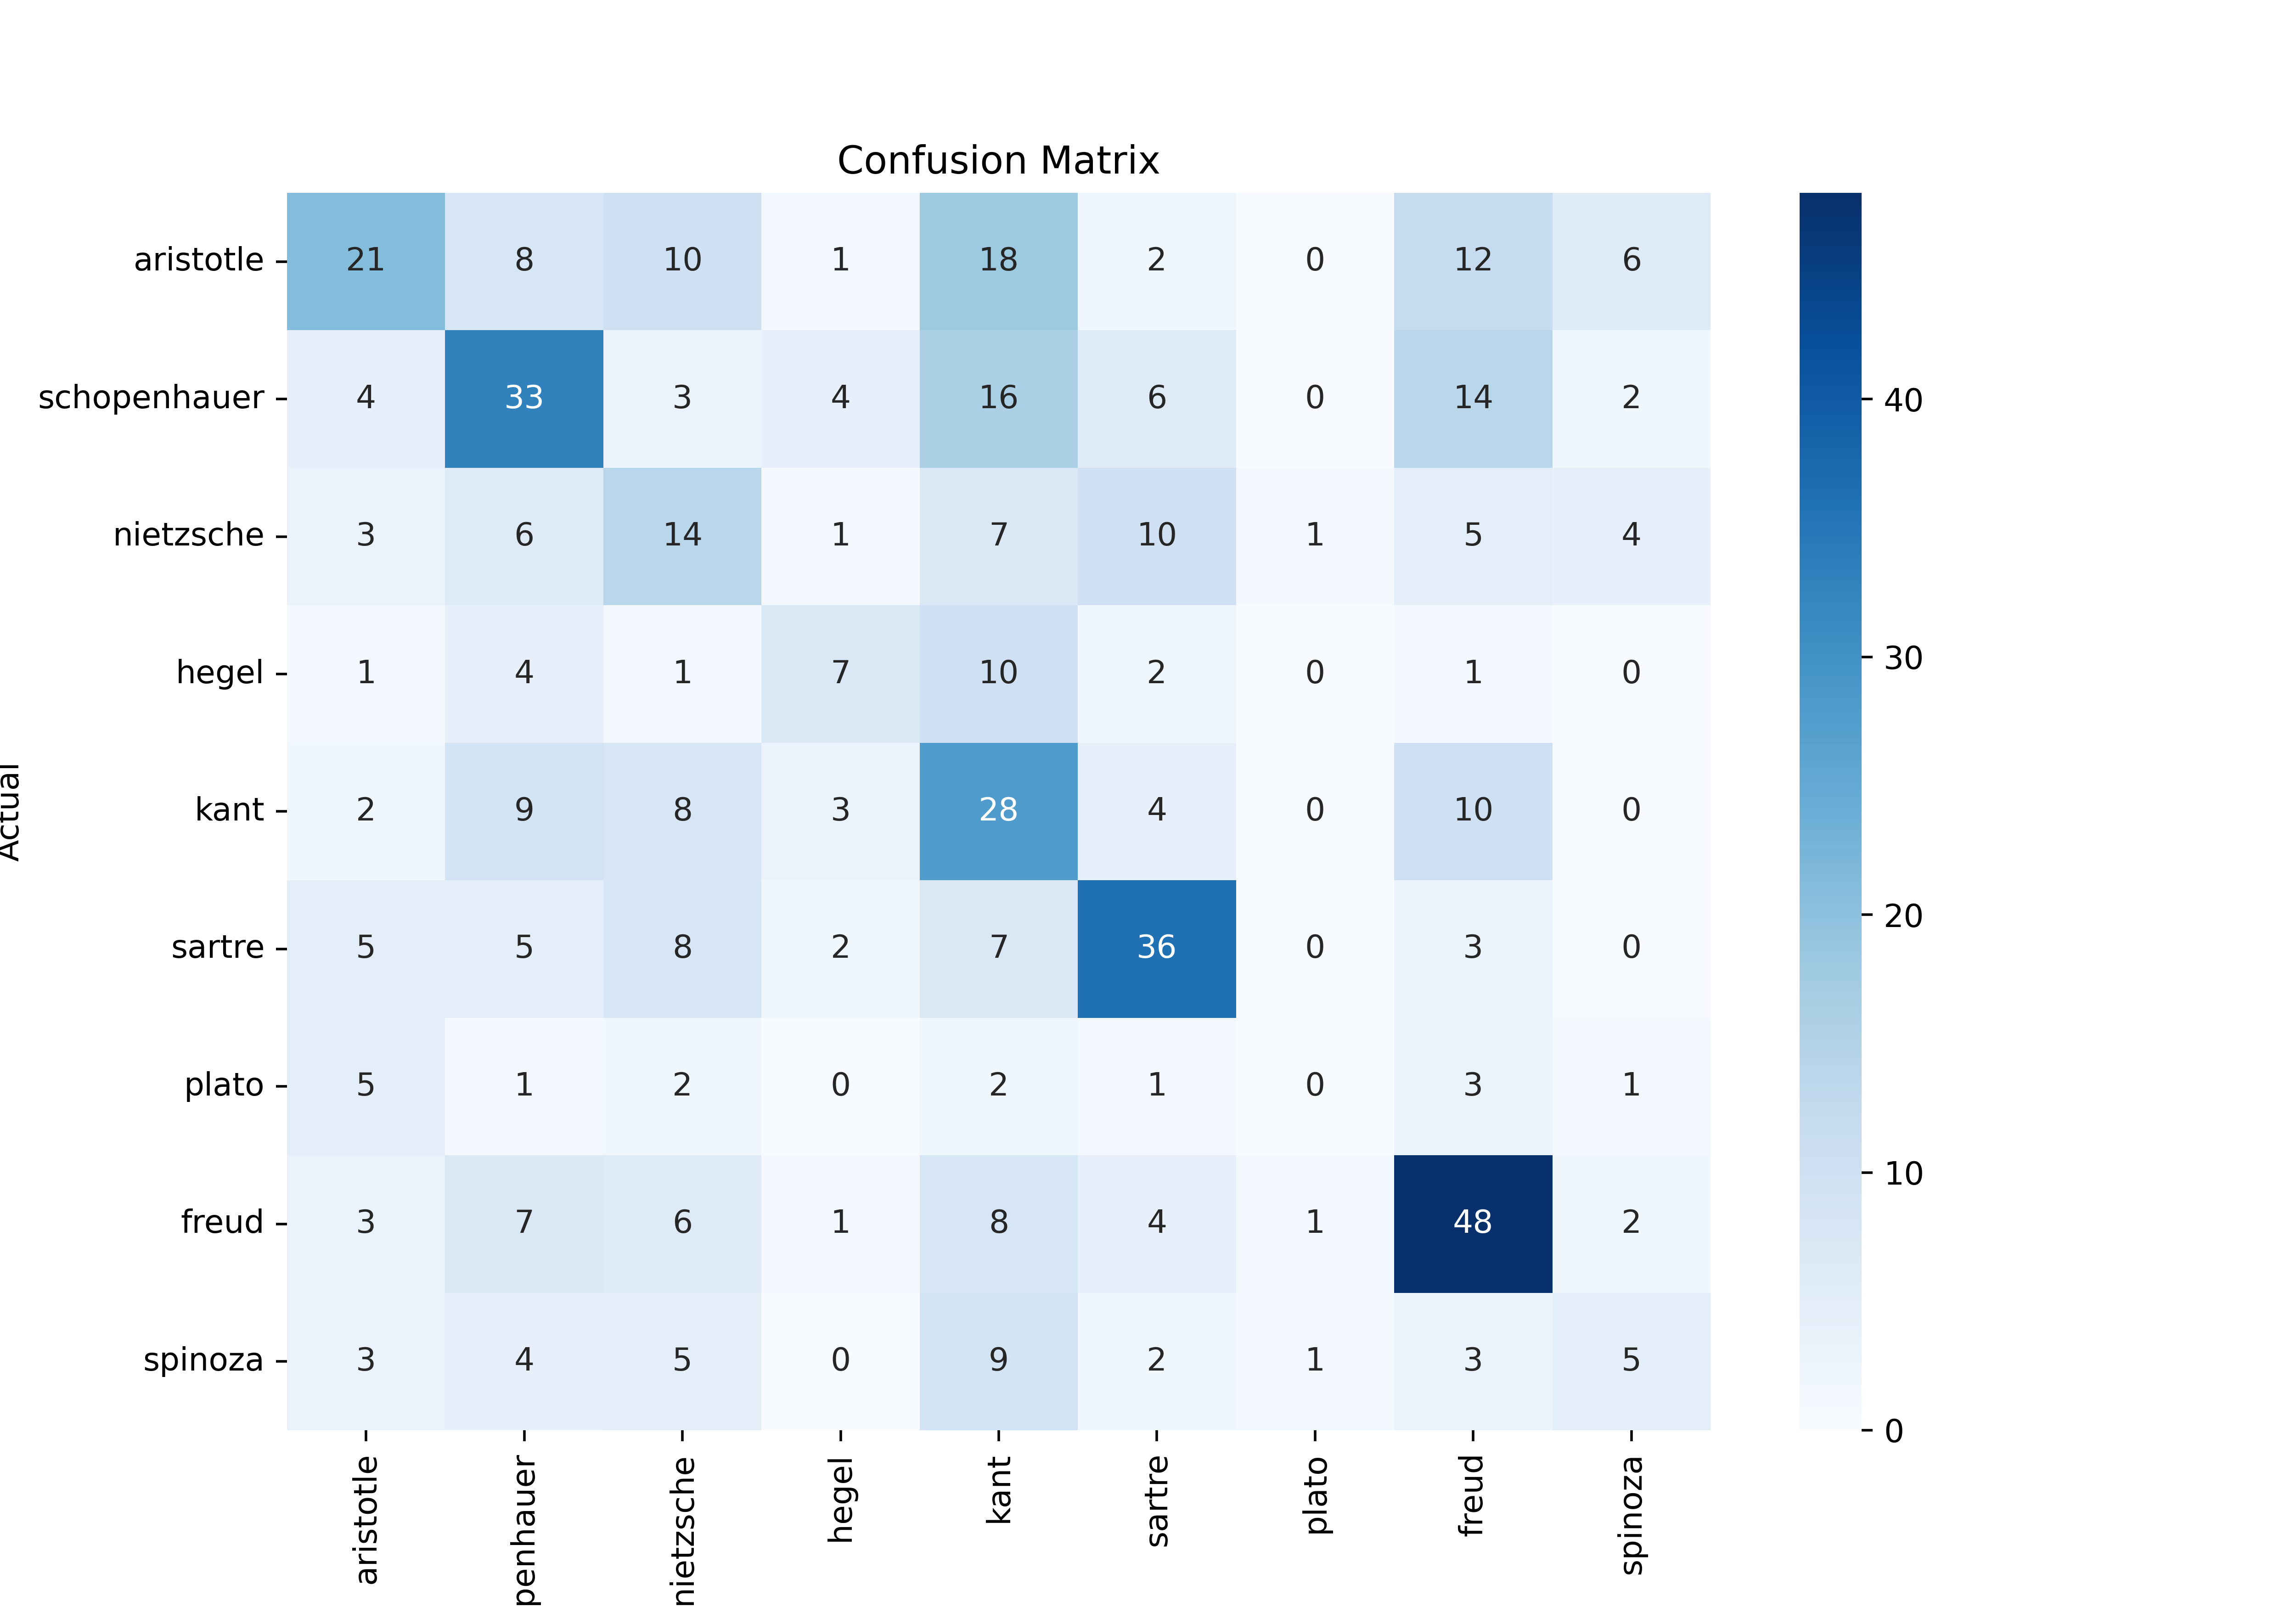 Confusion Matrix
aristotle 21 8 10 1 18 2 0 12 6
schopenhauer 4 33 3 4 16 6 0 14 2
nietzsche 3 6 14 1 7 10 1 5 4
hegel 1 4 1 7 10 2 0 1 0
kant 2 9 8 3 28 4 0 10 0
sartre 5 5 8 2 7 36 0 3 0
plato 5 1 2 0 2 1 0 3 1
freud 3 7 6 1 8 4 1 48 2
spinoza 3 4 5 0 9 2 1 3 5
Actual
aristotle penhauer nietzsche hegel kant sartre plato freud spinoza
40
30
20
10
0